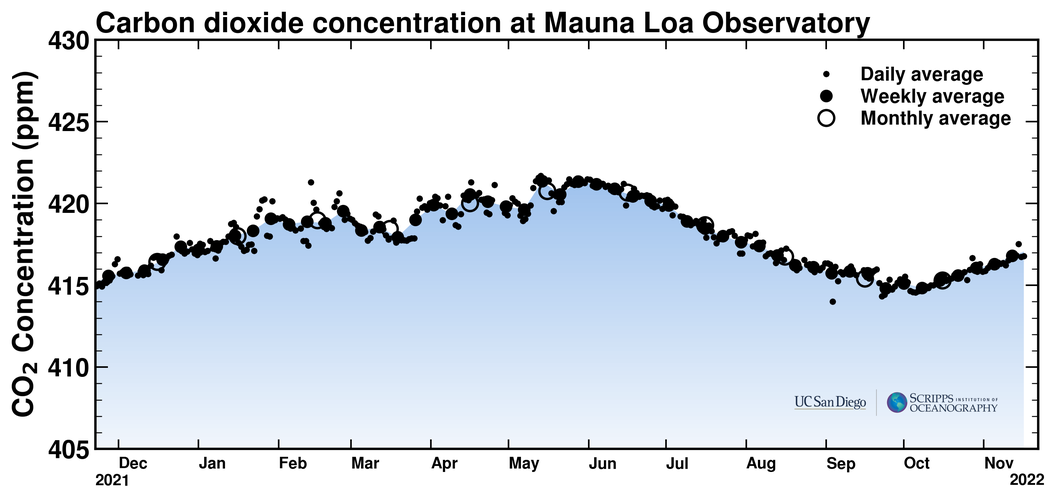 Carbon dioxide concentration at Mauna Loa Observatory
430
425
420
415
410
405
CO₂ Concentration (ppm)
Daily average
Weekly average
Monthly average
UC San Diego
SCRIPPS INSTITUTION OF
OCEANOGRAPHY
Dec Jan Feb Mar Apr May Jun Jul Aug Sep Oct Nov
2021 2022